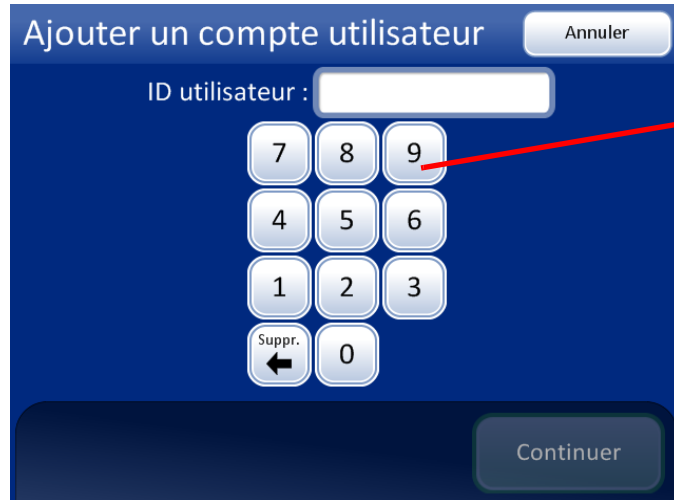 Ajouter un compte utilisateur
Annuler
ID utilisateur :
7 8 9
4 5 6
1 2 3
Suppr. 0
Continuer